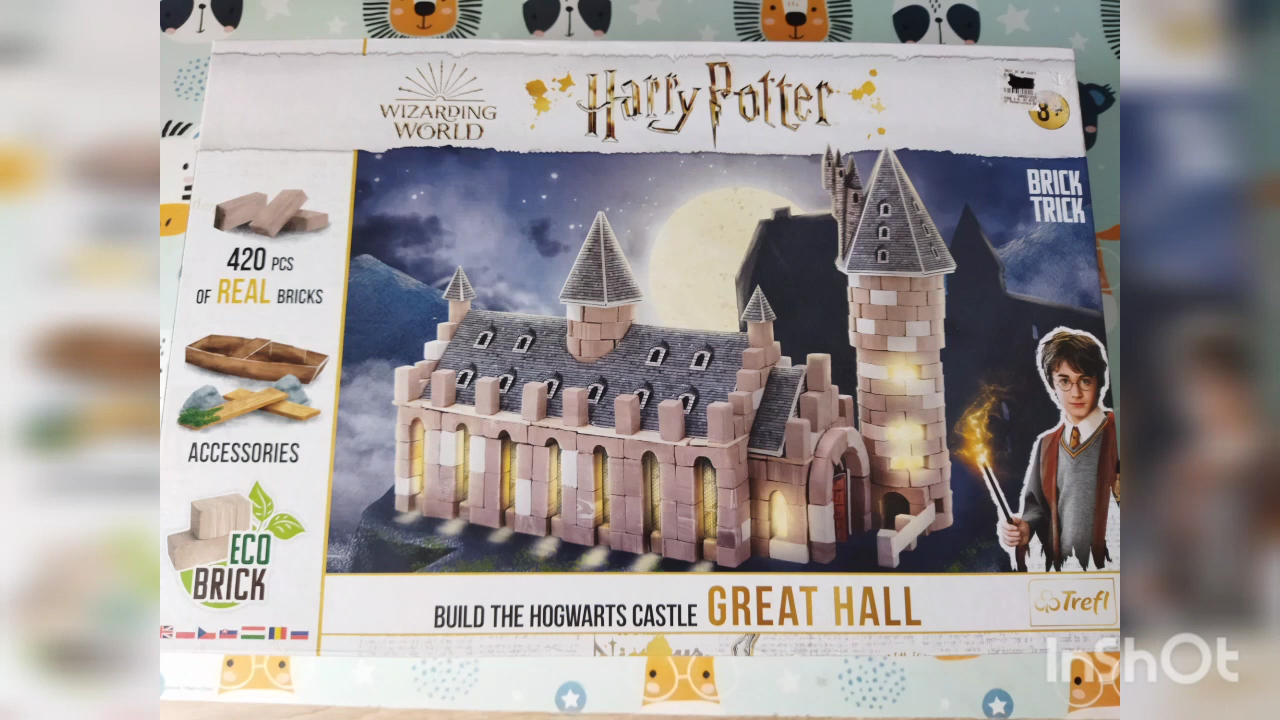 WIZARDING
WORLD
Harry Potter
8+
BRICK
TRICK
420 PCS
OF REAL BRICKS
ACCESSORIES
ECO
BRICK
BUILD THE HOGWARTS CASTLE GREAT HALL
Trefl
InShOt